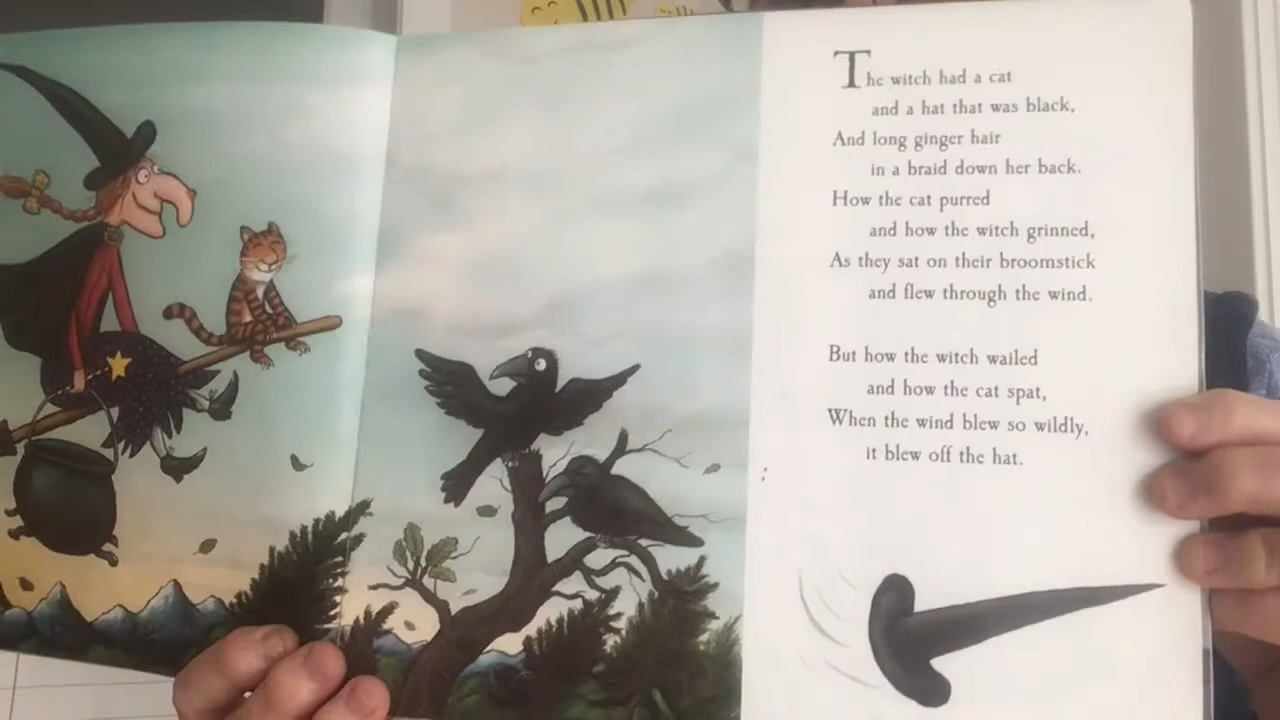 The witch had a cat
and a hat that was black,
And long ginger hair
in a braid down her back.
How the cat purred
and how the witch grinned,
As they sat on their broomstick
and flew through the wind.
But how the witch wailed
and how the cat spat,
When the wind blew so wildly,
it blew off the hat.